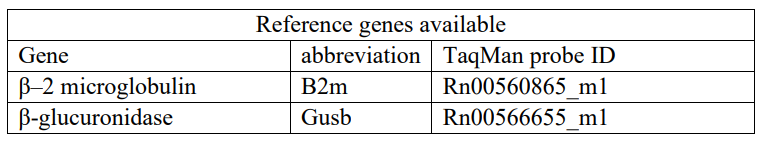 Reference genes available
Gene abbreviation TaqMan probe ID
β–2 microglobulin B2m Rn00560865_m1
β-glucuronidase Gusb Rn00566655_m1